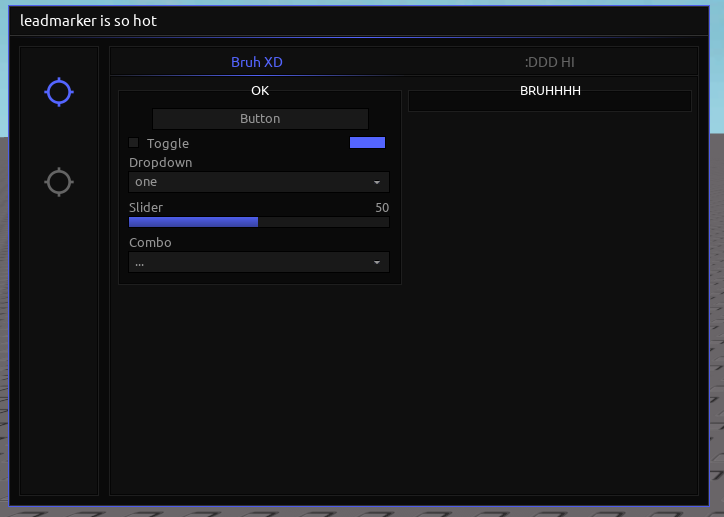 leadmarker is so hot
Bruh XD
:DDD HI
OK
Button
Toggle
Dropdown
one
Slider 50
Combo
...
BRUHHHH